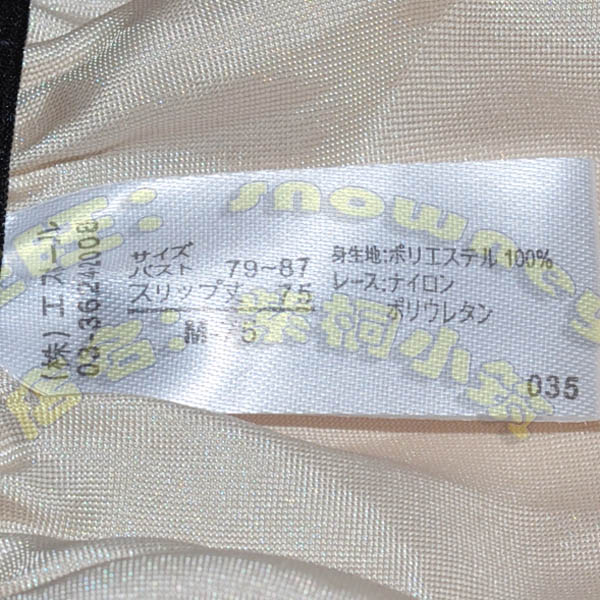 (株)エスール
03-3624-1008
サイズ
バスト 79~87
スリップ丈 75
M-75
身生地:ポリエステル 100%
レース:ナイロン
ポリウレタン
035